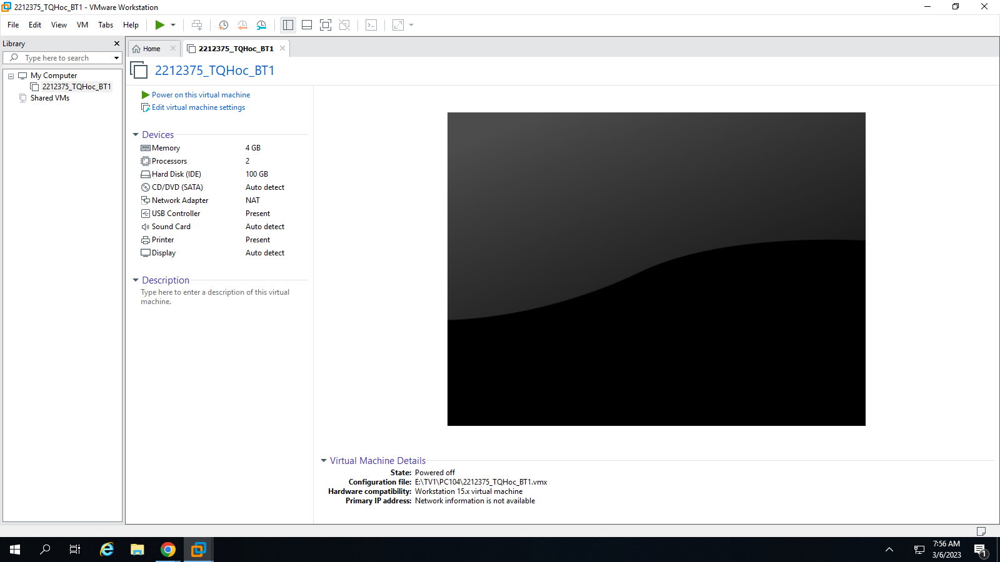 2212375_TQHoc_BT1 - VMware Workstation
File Edit View VM Tabs Help
Library
Type here to search
My Computer
2212375_TQHoc_BT1
Shared VMs
Home
2212375_TQHoc_BT1
2212375_TQHoc_BT1
Power on this virtual machine
Edit virtual machine settings
Devices
Memory 4 GB
Processors 2
Hard Disk (IDE) 100 GB
CD/DVD (SATA) Auto detect
Network Adapter NAT
USB Controller Present
Sound Card Auto detect
Printer Present
Display Auto detect
Description
Type here to enter a description of this virtual
machine.
Virtual Machine Details
State: Powered off
Configuration file: E:\TV1\PC104\2212375_TQHoc_BT1.vmx
Hardware compatibility: Workstation 15.x virtual machine
Primary IP address: Network information is not available
7:56 AM
3/6/2023
1